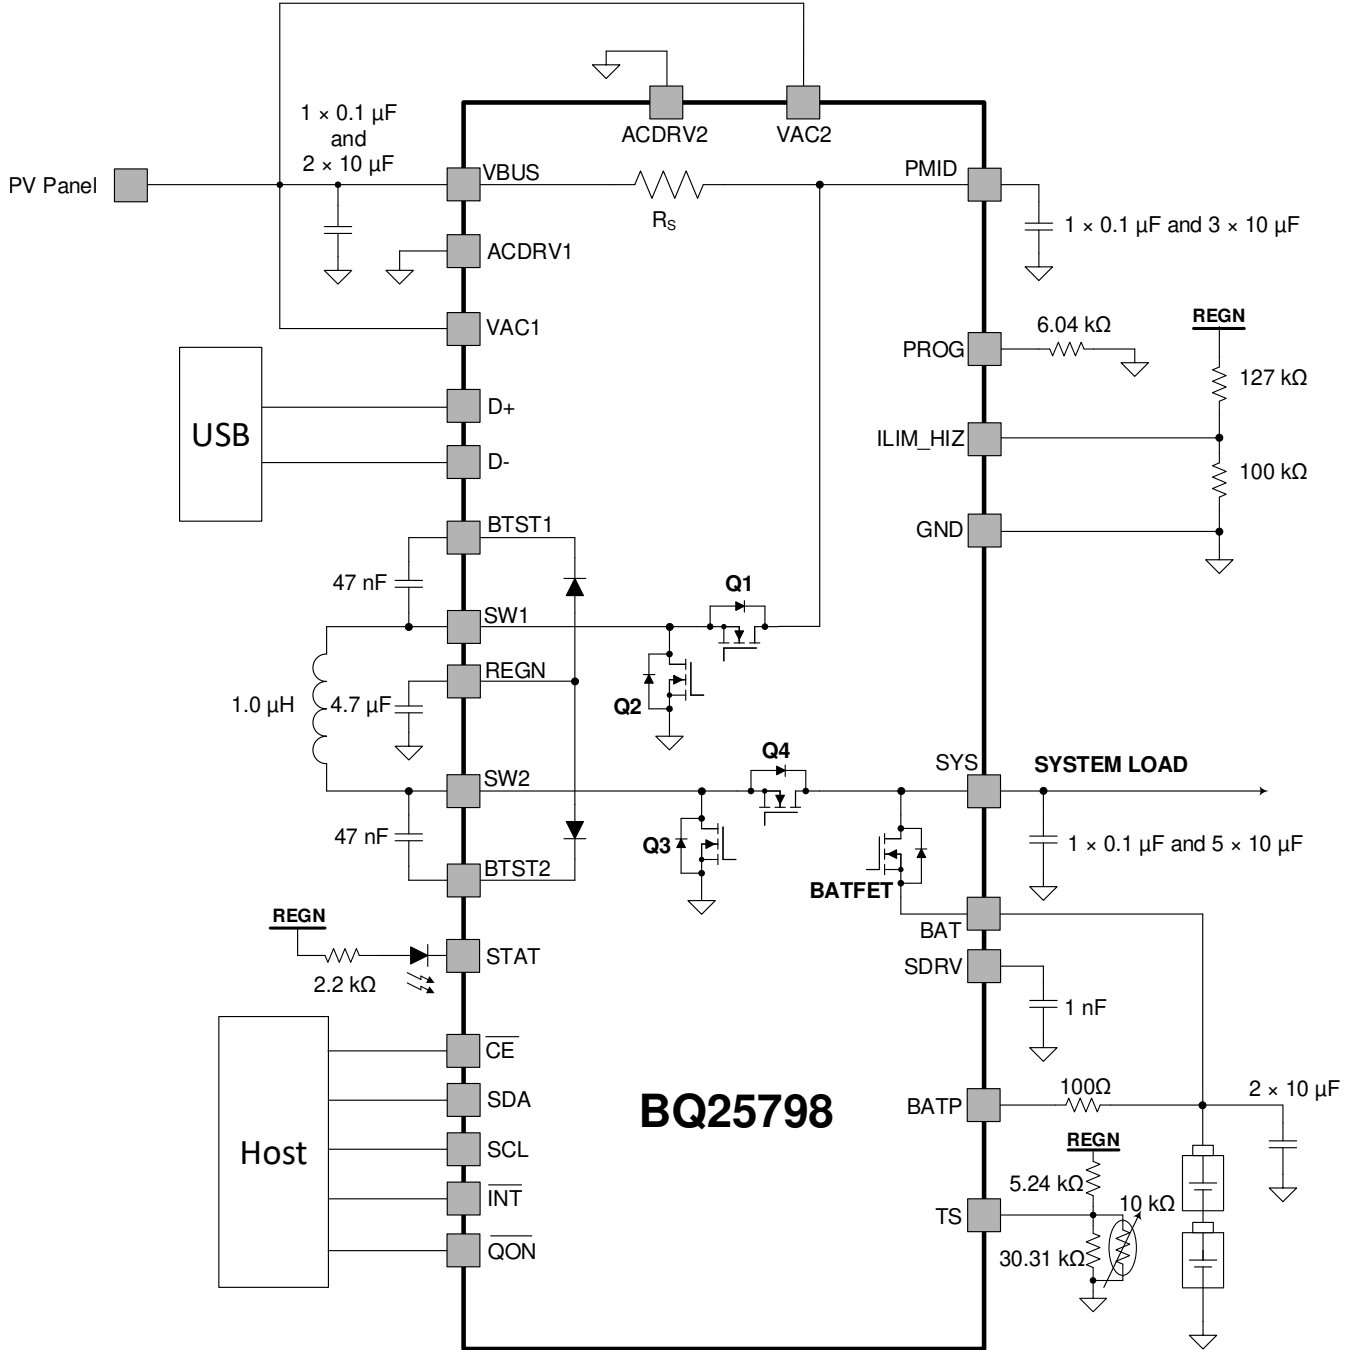 ACDRV2
VAC2
1 × 0.1 µF
and
2 × 10 µF
PV Panel
VBUS
R_S
PMID
1 × 0.1 µF and 3 × 10 µF
ACDRV1
VAC1
PROG
6.04 kΩ
REGN
127 kΩ
USB
D+
D-
ILIM_HIZ
100 kΩ
GND
BTST1
47 nF
SW1
Q1
REGN
Q2
1.0 µH
4.7 µF
SW2
Q4
SYS
SYSTEM LOAD
47 nF
Q3
1 × 0.1 µF and 5 × 10 µF
BTST2
BATFET
BAT
REGN
2.2 kΩ
STAT
SDRV
1 nF
Host
CE
SDA
SCL
INT
QON
BQ25798
BATP
100Ω
2 × 10 µF
REGN
5.24 kΩ
TS
10 kΩ
30.31 kΩ